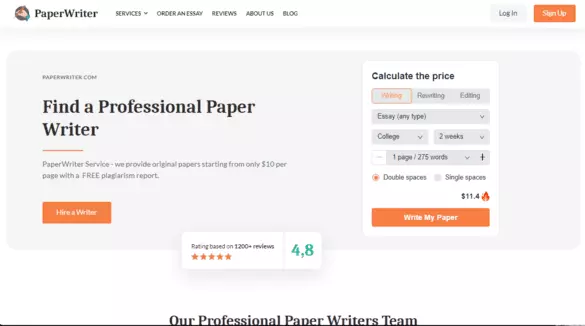 PaperWriter
SERVICES ORDER AN ESSAY REVIEWS ABOUT US BLOG
Log In
Sign Up
PAPERWRITER.COM
Find a Professional Paper
Writer
PaperWriter Service - we provide original papers starting from only $10 per
page with a FREE plagiarism report.
Hire a Writer
Calculate the price
Writing Rewriting Editing
Essay (any type)
College 2 weeks
1 page / 275 words
Double spaces Single spaces
$11.4
Write My Paper
Rating based on 1200+ reviews
4,8
Our Professional Paper Writers Team